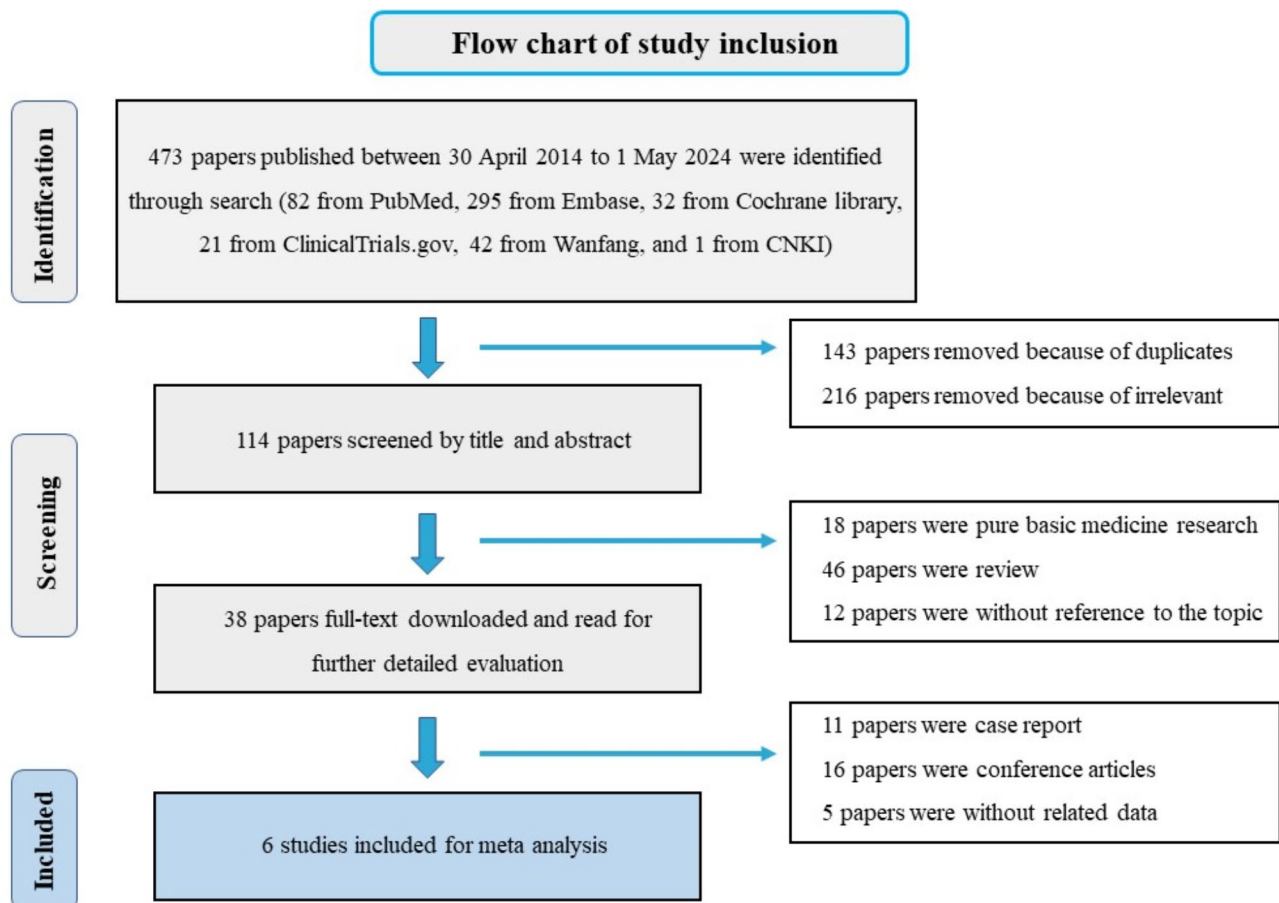 Flow chart of study inclusion
Identification
473 papers published between 30 April 2014 to 1 May 2024 were identified
through search (82 from PubMed, 295 from Embase, 32 from Cochrane library,
21 from ClinicalTrials.gov, 42 from Wanfang, and 1 from CNKI)
143 papers removed because of duplicates
216 papers removed because of irrelevant
Screening
114 papers screened by title and abstract
18 papers were pure basic medicine research
46 papers were review
12 papers were without reference to the topic
38 papers full-text downloaded and read for
further detailed evaluation
11 papers were case report
16 papers were conference articles
5 papers were without related data
Included
6 studies included for meta analysis